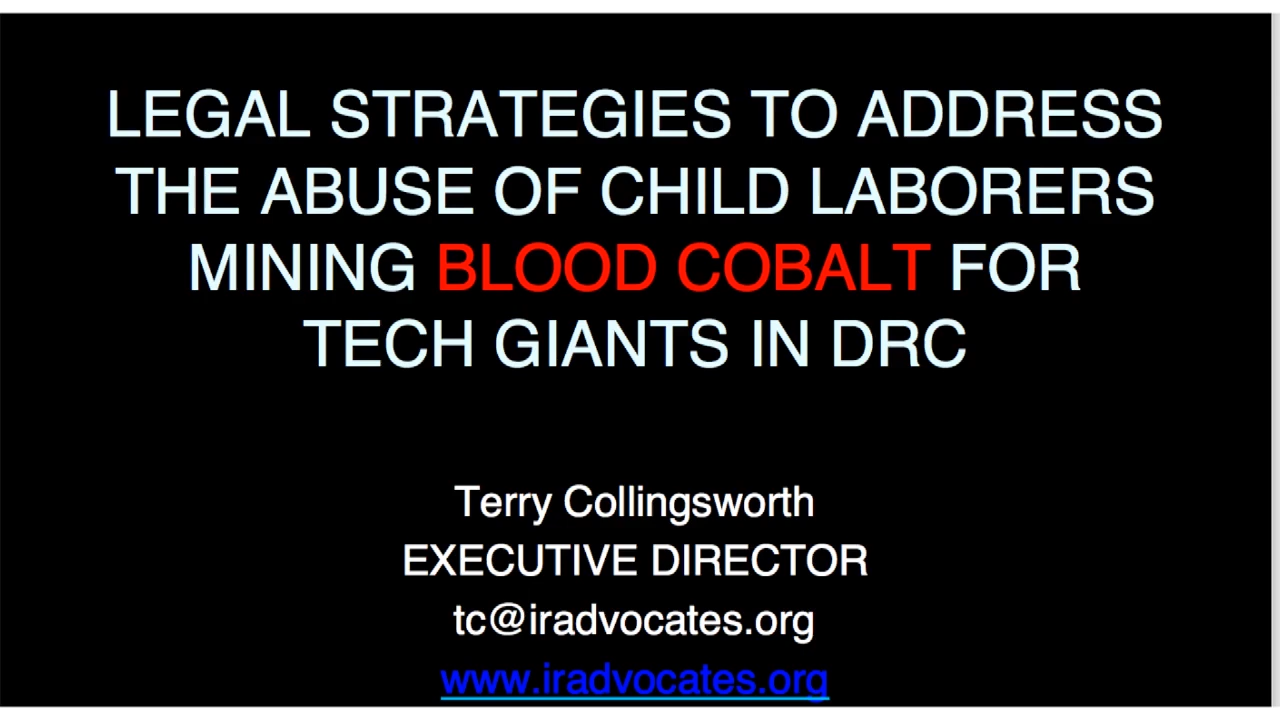 LEGAL STRATEGIES TO ADDRESS
THE ABUSE OF CHILD LABORERS
MINING BLOOD COBALT FOR
TECH GIANTS IN DRC
Terry Collingsworth
EXECUTIVE DIRECTOR
tc@iradvocates.org
www.iradvocates.org